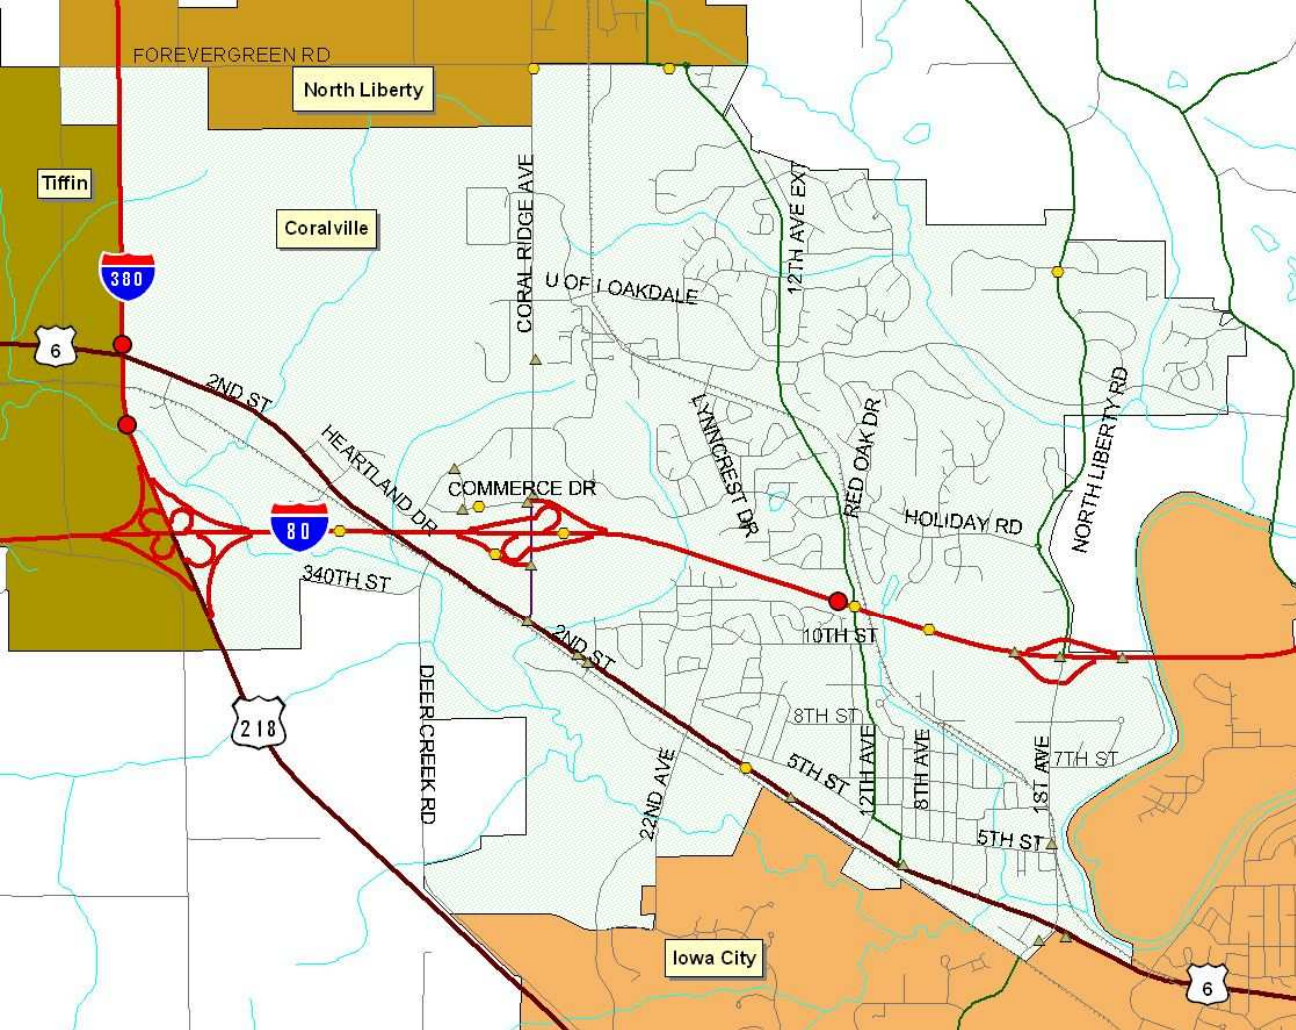 FOREVERGREEN RD
North Liberty
Tiffin
Coralville
CORAL RIDGE AVE
12TH AVE EXT
380
U OF I OAKDALE
6
2ND ST
HEARTLAND DR
LYNNCREST DR
RED OAK DR
NORTH LIBERTY RD
COMMERCE DR
HOLIDAY RD
80
340TH ST
2ND ST
10TH ST
DEER CREEK RD
218
8TH ST
22ND AVE
5TH ST
12TH AVE
8TH AVE
1ST AVE
7TH ST
5TH ST
Iowa City
6